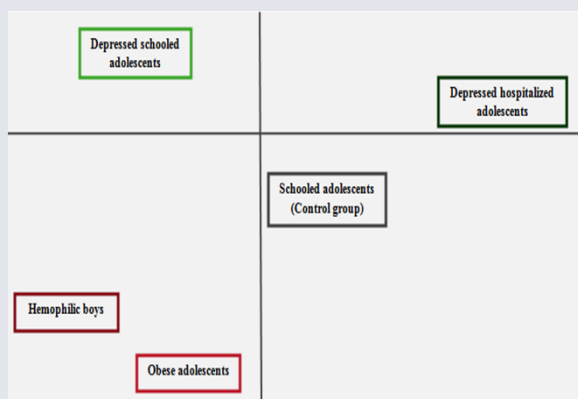 Depressed schooled
adolescents
Depressed hospitalized
adolescents
Schooled adolescents
(Control group)
Hemophilic boys
Obese adolescents